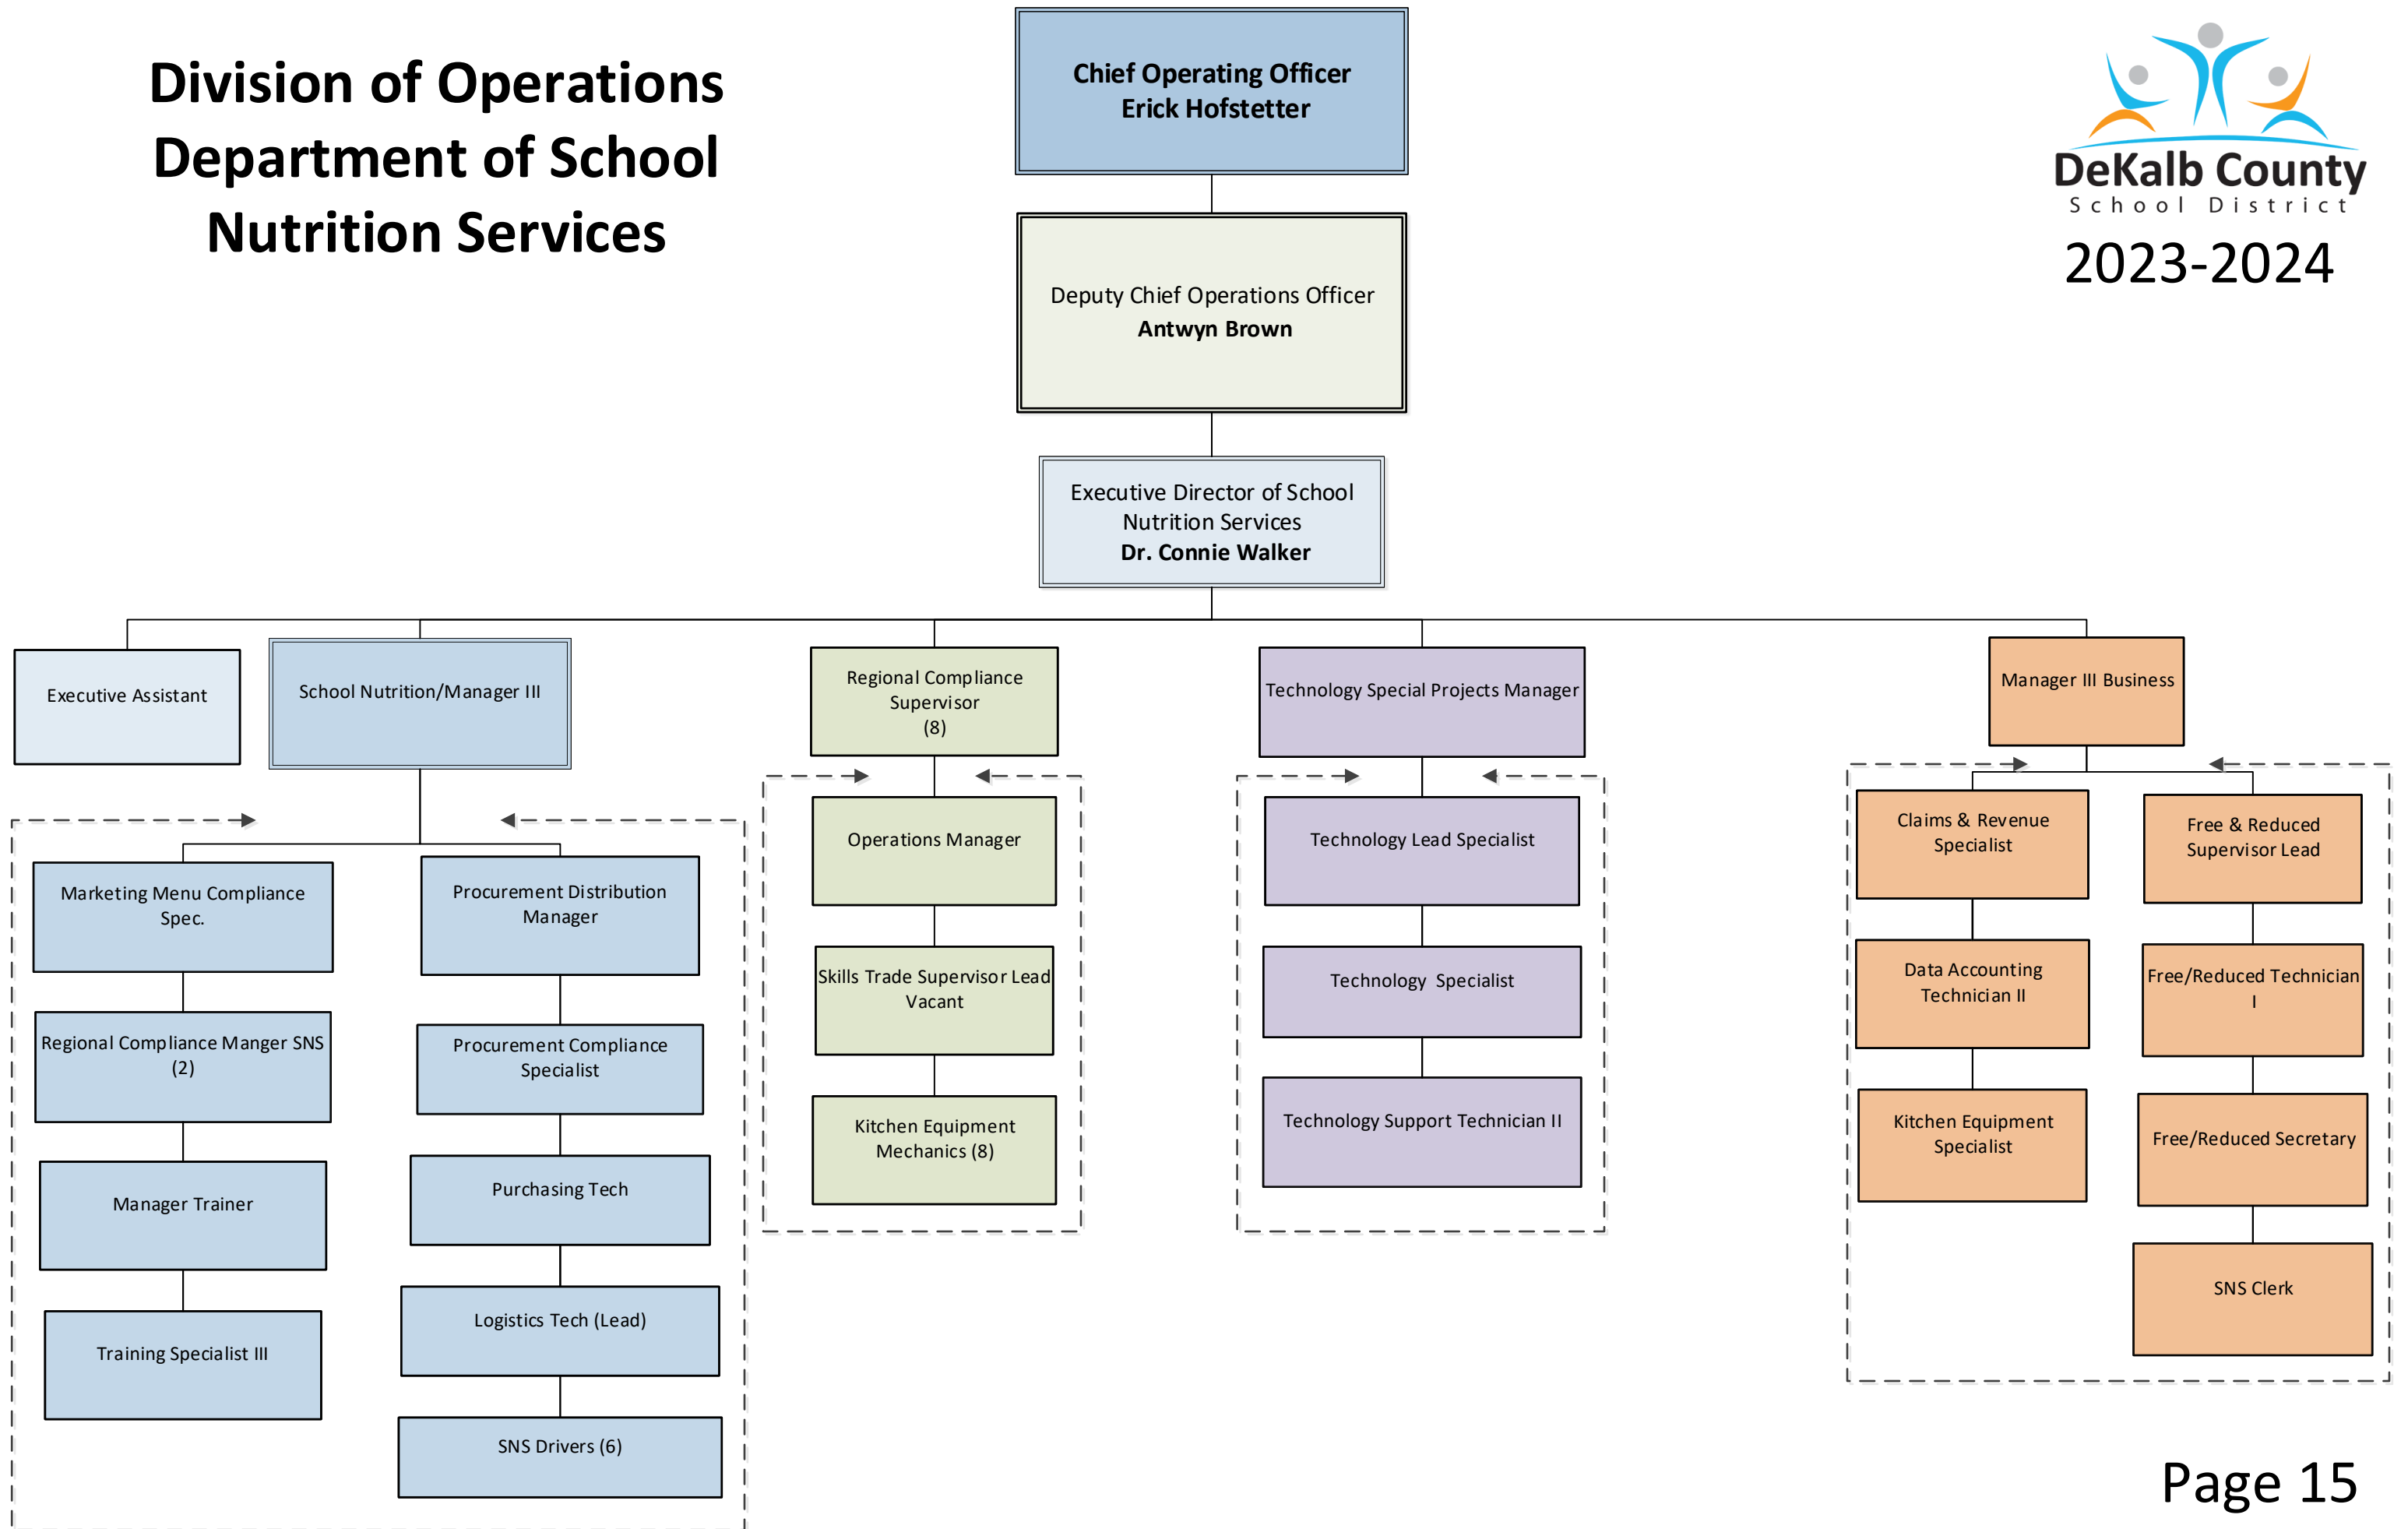 Division of Operations
Department of School
Nutrition Services
Chief Operating Officer
Erick Hofstetter
DeKalb County
School District
2023-2024
Deputy Chief Operations Officer
Antwyn Brown
Executive Director of School
Nutrition Services
Dr. Connie Walker
Executive Assistant
School Nutrition/Manager III
Regional Compliance
Supervisor
(8)
Technology Special Projects Manager
Manager III Business
Marketing Menu Compliance
Spec.
Regional Compliance Manger SNS
(2)
Manager Trainer
Training Specialist III
Procurement Distribution
Manager
Procurement Compliance
Specialist
Purchasing Tech
Logistics Tech (Lead)
SNS Drivers (6)
Operations Manager
Skills Trade Supervisor Lead
Vacant
Kitchen Equipment
Mechanics (8)
Technology Lead Specialist
Technology  Specialist
Technology Support Technician II
Claims & Revenue
Specialist
Data Accounting
Technician II
Kitchen Equipment
Specialist
Free & Reduced
Supervisor Lead
Free/Reduced Technician
I
Free/Reduced Secretary
SNS Clerk
Page 15